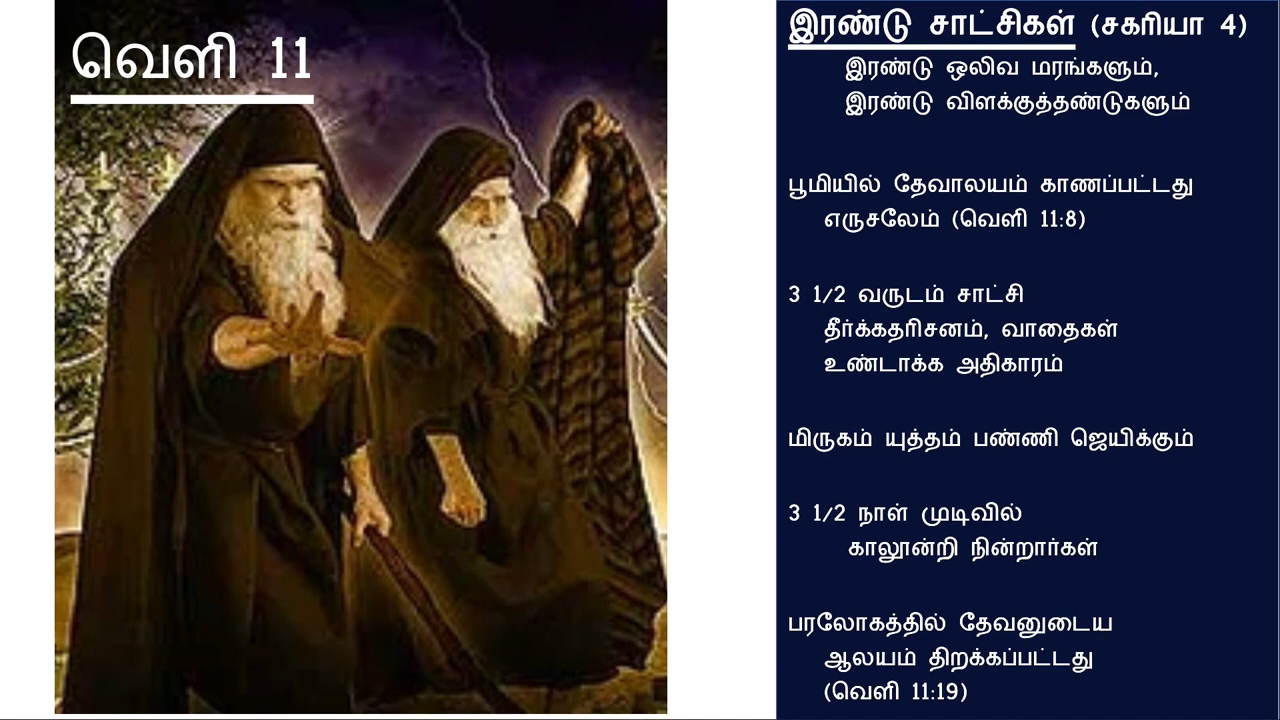 வெளி 11
இரண்டு சாட்சிகள் (சகரியா 4)
இரண்டு ஒலிவ மரங்களும்,
இரண்டு விளக்குத்தண்டுகளும்
பூமியில் தேவாலயம் காணப்பட்டது
எருசலேம் (வெளி 11:8)
3 1/2 வருடம் சாட்சி
தீர்க்கதரிசனம், வாதைகள்
உண்டாக்க அதிகாரம்
மிருகம் யுத்தம் பண்ணி ஜெயிக்கும்
3 1/2 நாள் முடிவில்
காலூன்றி நின்றார்கள்
பரலோகத்தில் தேவனுடைய
ஆலயம் திறக்கப்பட்டது
(வெளி 11:19)